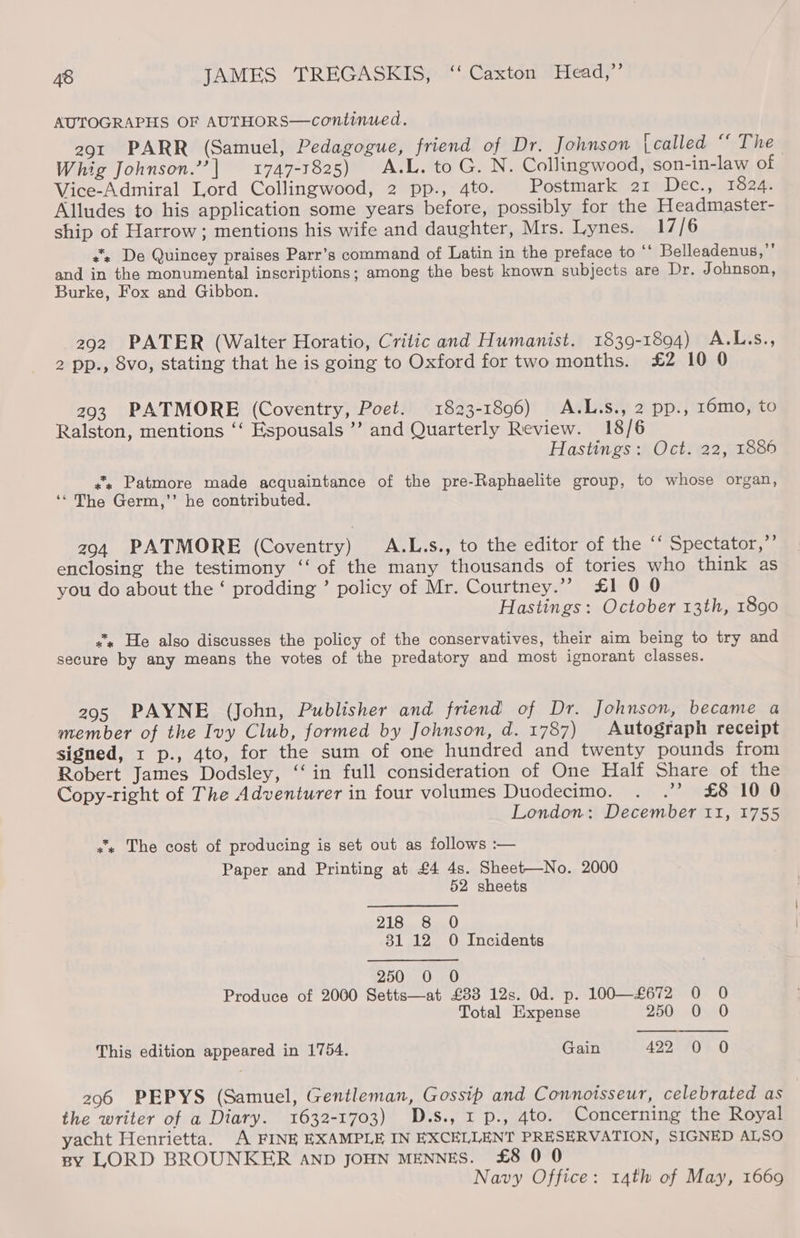 48 JAMES TREGASKIS, ‘‘ Caxton Head,’’
AUTOGRAPHS OF AUTHORS—continued.
291 PARR (Samuel, Pedagogue, friend of Dr. Johnson [called “ The
Whig Johnson.’’] 1747-1825) A.L. to G. N. Collingwood, son-in-law of
Vice-Admiral Lord Collingwood, 2 pp., 4to. Postmark 21 Dec., 1824.
Alludes to his application some years before, possibly for the Headmaster-
ship of Harrow; mentions his wife and daughter, Mrs. Lynes. 17/6
*** De Quincey praises Parr’s command of Latin in the preface to ‘‘ Belleadenus,’’
and in the monumental inscriptions; among the best known subjects are Dr. Johnson,
Burke, Fox and Gibbon.
292 PATER (Walter Horatio, Critic and Humanist. 1839-1894) A.L.s.,
2 pp., 8vo, stating that he is going to Oxford for two months. £2 10 0
293 PATMORE (Coventry, Poet. 1823-1896) A.L.s., 2 pp., 16mo, to
Ralston, mentions ‘‘ Espousals ’’ and Quarterly Review. 18/6
Hastings: Oct. 22, 1886
*** Patmore made acquaintance of the pre-Raphaelite group, to whose organ,
‘‘ The Germ,’’ he contributed.
294 PATMORE (Coventry) A.L.s., to the editor of the ‘‘ Spectator,’’
enclosing the testimony ‘‘ of the many thousands of tories who think as
you do about the ‘ prodding ’ policy of Mr. Courtney.’’ £1 0 0
Hastings: October 13th, 1890
*** He also discusses the policy of the conservatives, their aim being to try and
secure by any means the votes of the predatory and most ignorant classes.
295 PAYNE (John, Publisher and friend of Dr. Johnson, became a
member of the Ivy Club, formed by Johnson, d. 1787) Autograph receipt
signed, 1 p., 4to, for the sum of one hundred and twenty pounds from
Robert James Dodsley, ‘‘ in full consideration of One Half Share of the
Copy-right of The Adventurer in four volumes Duodecimo. . .’’ £8 10 0
London: December 11, 1755
*** The cost of producing is set out as follows :—
Paper and Printing at £4 4s. Sheet—No. 2000
52 sheets
218 8 0
31 12 0 Incidents
250 0 0
Produce of 2000 Setts—at £33 12s. 0d. p. 100—£672 0 0
Total Expense 250 0 0
This edition appeared in 1754. Gain 422 0 0
296 PEPYS (Samuel, Gentleman, Gossip and Connoisseur, celebrated as
the writer of a Diary. 1632-1703) D.s., 1 p., 4to. Concerning the Royal
yacht Henrietta. A FINE EXAMPLE IN EXCELLENT PRESERVATION, SIGNED ALSO
BY LORD BROUNKER AND JOHN MENNES. £8 0 0
Navy Office: 14th of May, 1669